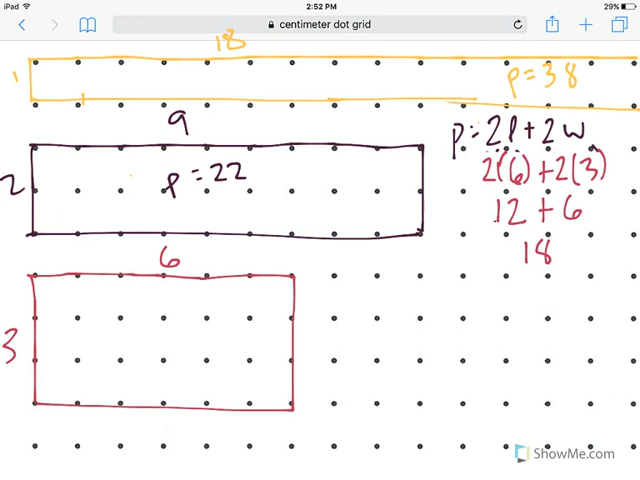 iPad
2:52 PM
29%
centimeter dot grid
18
1
p=38
9
2
p=22
p=2l+2w
2(6)+2(3)
12+6
18
6
3
ShowMe.com